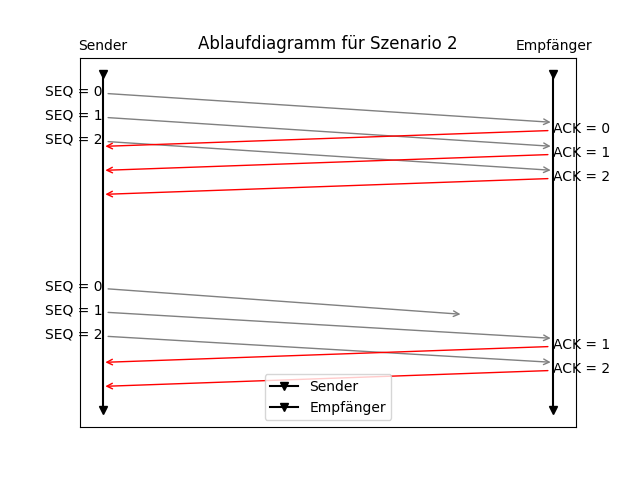 Ablaufdiagramm für Szenario 2
Sender
Empfänger
SEQ = 0
SEQ = 1
SEQ = 2
ACK = 0
ACK = 1
ACK = 2
SEQ = 0
SEQ = 1
SEQ = 2
ACK = 1
ACK = 2
Sender
Empfänger